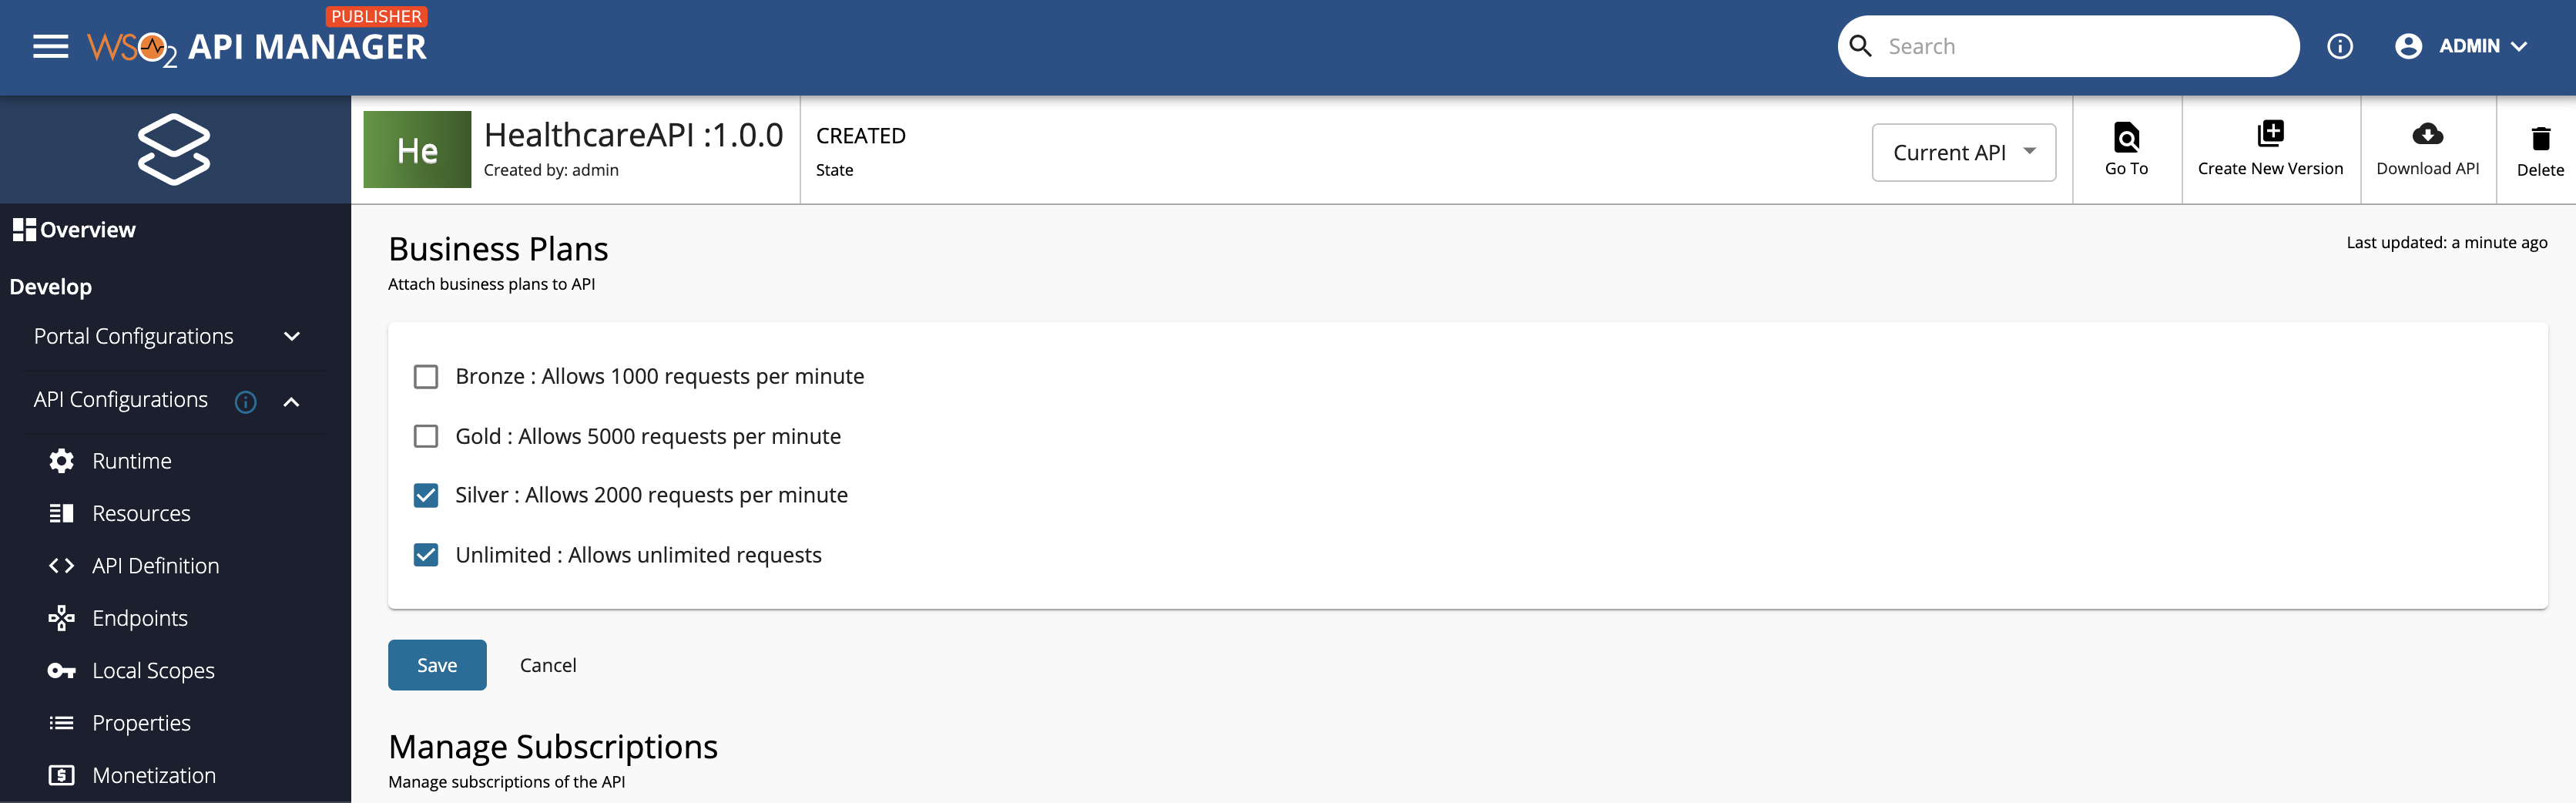 PUBLISHER
WSO2 API MANAGER
Search
ADMIN
He
HealthcareAPI :1.0.0
Created by: admin
CREATED
State
Current API
Go To
Create New Version
Download API
Delete
Overview
Develop
Portal Configurations
API Configurations
Runtime
Resources
API Definition
Endpoints
Local Scopes
Properties
Monetization
Business Plans
Last updated: a minute ago
Attach business plans to API
Bronze : Allows 1000 requests per minute
Gold : Allows 5000 requests per minute
Silver : Allows 2000 requests per minute
Unlimited : Allows unlimited requests
Save
Cancel
Manage Subscriptions
Manage subscriptions of the API